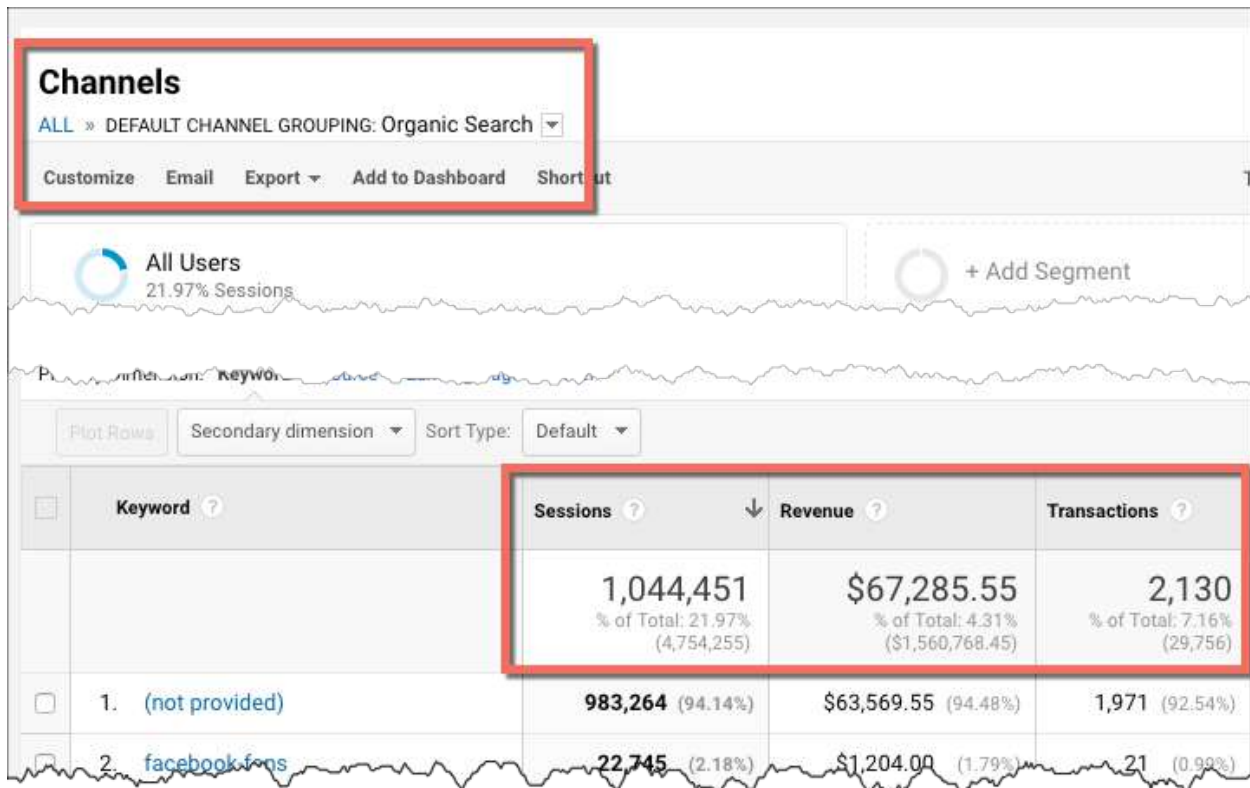 Channels
ALL » DEFAULT CHANNEL GROUPING: Organic Search
Customize Email Export Add to Dashboard Shortcut
All Users
21.97% Sessions
+ Add Segment
Keyword
Plot Rows Secondary dimension Sort Type: Default
Keyword ? Sessions ? Revenue ? Transactions ?
1,044,451 $67,285.55 2,130
% of Total: 21.97% % of Total: 4.31% % of Total: 7.16%
(4,754,255) ($1,560,768.45) (29,756)
1. (not provided) 983,264 (94.14%) $63,569.55 (94.48%) 1,971 (92.54%)
2. facebook fans 22,745 (2.18%) $1,204.00 (1.79%) 21 (0.99%)